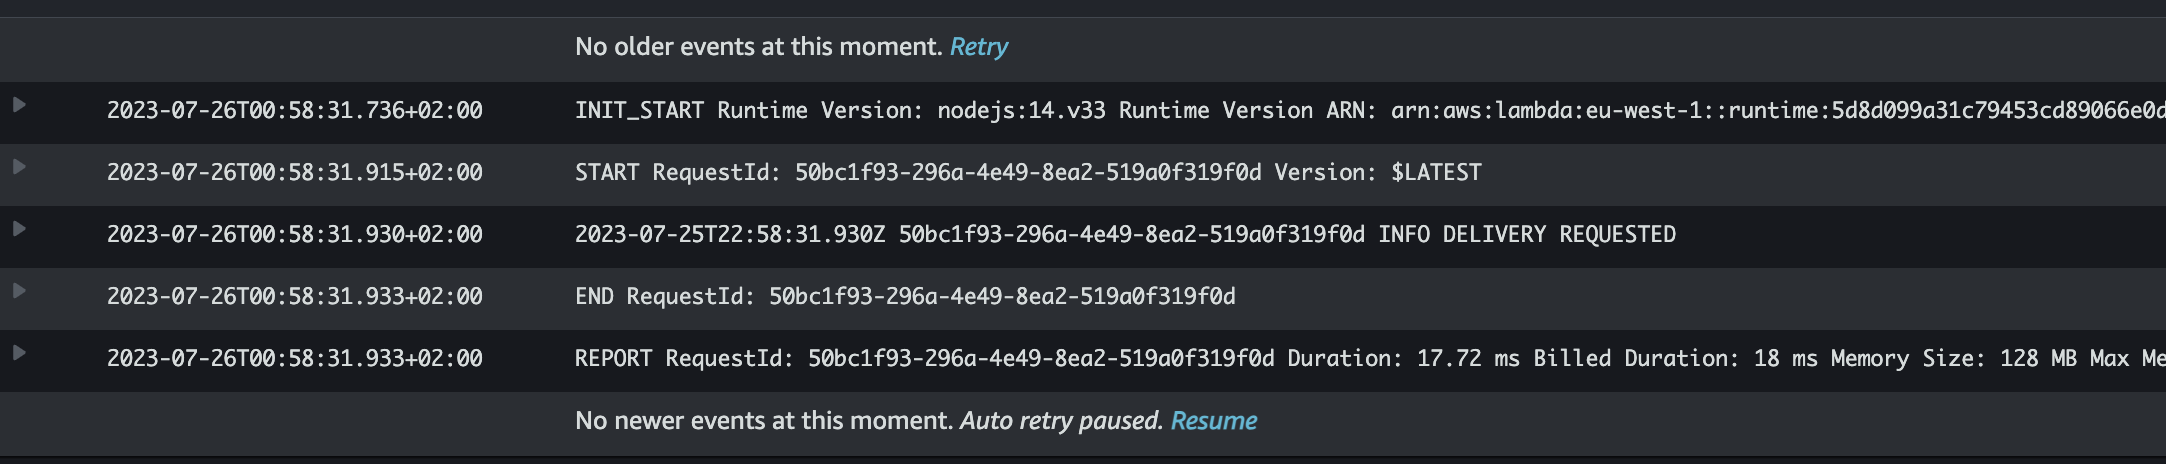 No older events at this moment. Retry
2023-07-26T00:58:31.736+02:00 INIT_START Runtime Version: nodejs:14.v33 Runtime Version ARN: arn:aws:lambda:eu-west-1::runtime:5d8d099a31c79453cd89066e0d
2023-07-26T00:58:31.915+02:00 START RequestId: 50bc1f93-296a-4e49-8ea2-519a0f319f0d Version: $LATEST
2023-07-26T00:58:31.930+02:00 2023-07-25T22:58:31.930Z 50bc1f93-296a-4e49-8ea2-519a0f319f0d INFO DELIVERY REQUESTED
2023-07-26T00:58:31.933+02:00 END RequestId: 50bc1f93-296a-4e49-8ea2-519a0f319f0d
2023-07-26T00:58:31.933+02:00 REPORT RequestId: 50bc1f93-296a-4e49-8ea2-519a0f319f0d Duration: 17.72 ms Billed Duration: 18 ms Memory Size: 128 MB Max Me
No newer events at this moment. Auto retry paused. Resume